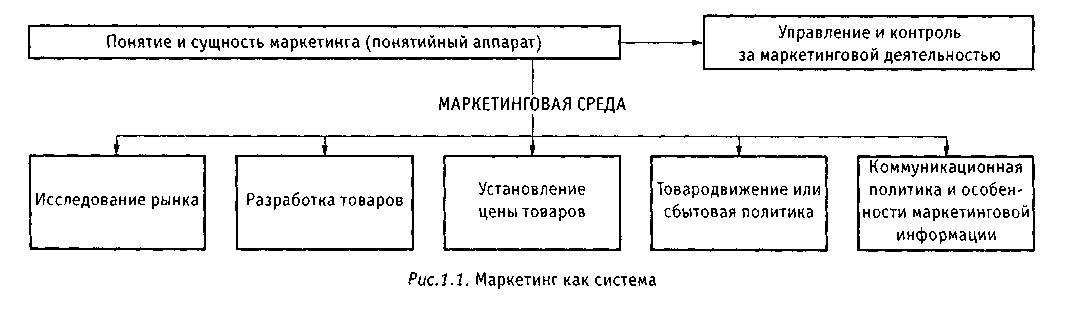 Понятие и сущность маркетинга (понятийный аппарат)
Управление и контроль
за маркетинговой деятельностью
МАРКЕТИНГОВАЯ СРЕДА
Исследование рынка
Разработка товаров
Установление
цены товаров
Товародвижение или
сбытовая политика
Коммуникационная
политика и особен-
ности маркетинговой
информации
Рис.1.1. Маркетинг как система